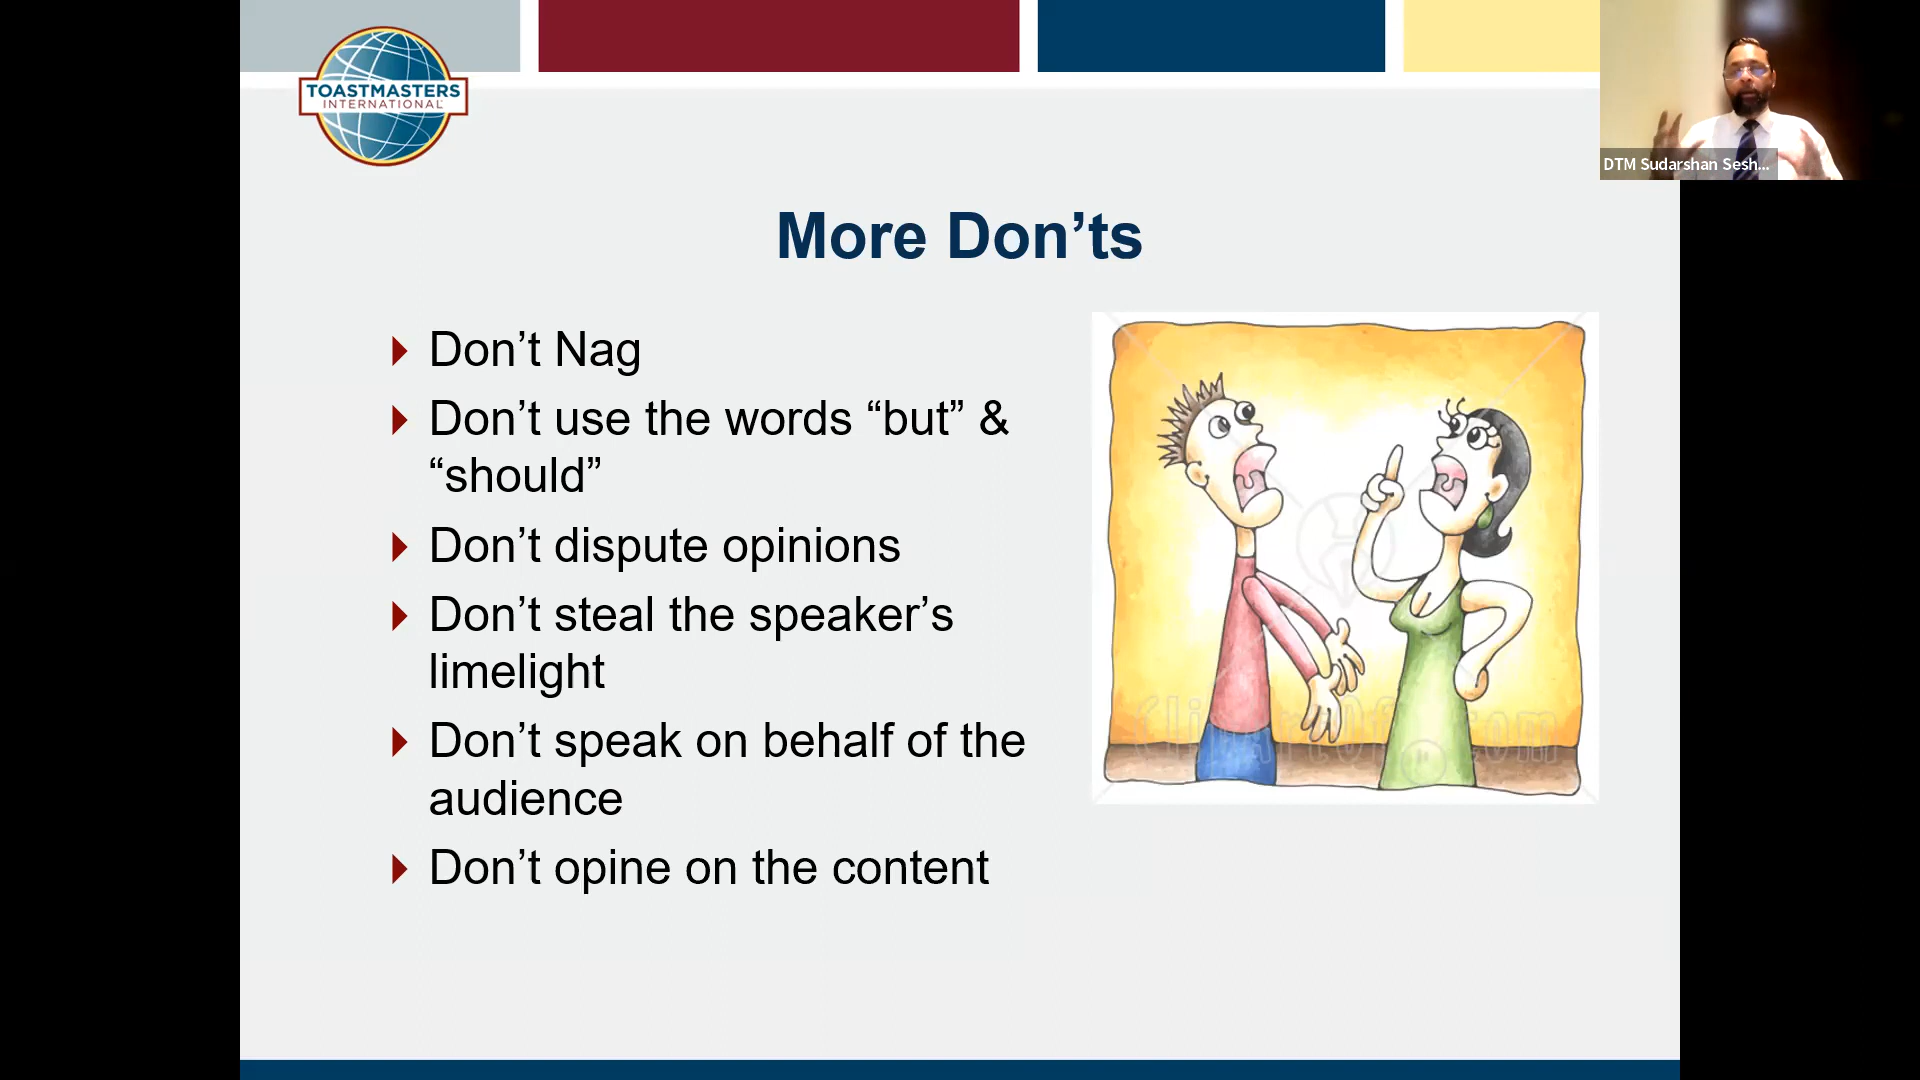 TOASTMASTERS
INTERNATIONAL
DTM Sudarshan Sesh...
More Don’ts
Don’t Nag
Don’t use the words “but” &
“should”
Don’t dispute opinions
Don’t steal the speaker’s
limelight
Don’t speak on behalf of the
audience
Don’t opine on the content